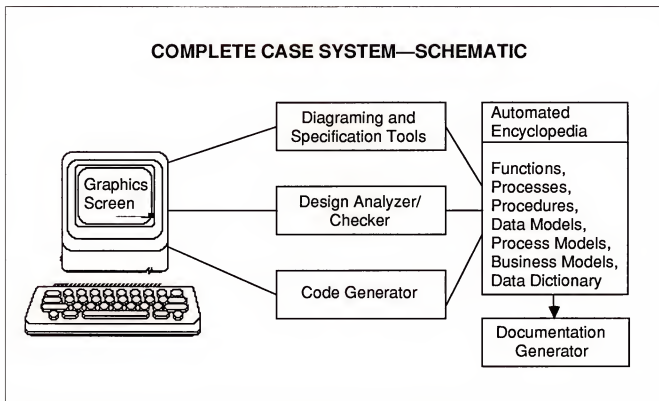 COMPLETE CASE SYSTEM—SCHEMATIC
Graphics
Screen
Diagraming and
Specification Tools
Design Analyzer/
Checker
Code Generator
Automated
Encyclopedia
Functions,
Processes,
Procedures,
Data Models,
Process Models,
Business Models,
Data Dictionary
Documentation
Generator